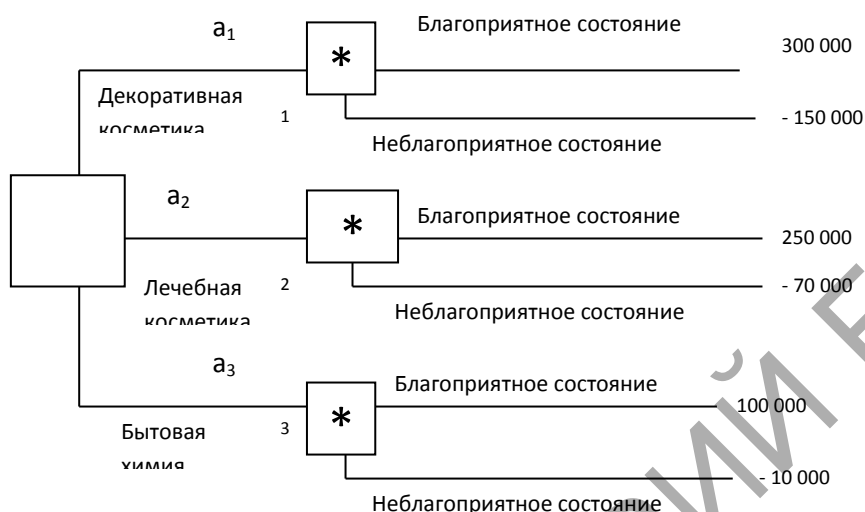 a₁
Благоприятное состояние
300 000
*
Декоративная
косметика
1
- 150 000
Неблагоприятное состояние
a₂
Благоприятное состояние
*
250 000
Лечебная
косметика
2
- 70 000
Неблагоприятное состояние
a₃
Благоприятное состояние
100 000
*
Бытовая
химия
3
- 10 000
Неблагоприятное состояние